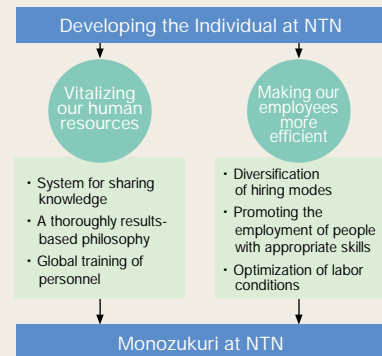 Developing the Individual at NTN
Vitalizing
our human
resources
Making our
employees
more
efficient
・System for sharing
knowledge
・A thoroughly results-
based philosophy
・Global training of
personnel
・Diversification
of hiring modes
・Promoting the
employment of people
with appropriate skills
・Optimization of labor
conditions
Monozukuri at NTN